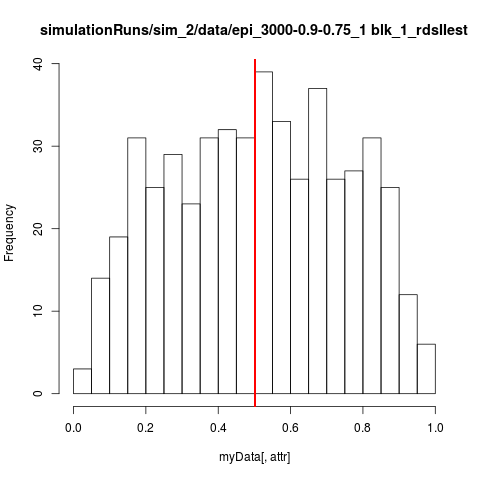 simulationRuns/sim_2/data/epi_3000-0.9-0.75_1 blk_1_rdsllest
Frequency
40
30
20
10
0
0.0 0.2 0.4 0.6 0.8 1.0
myData[, attr]